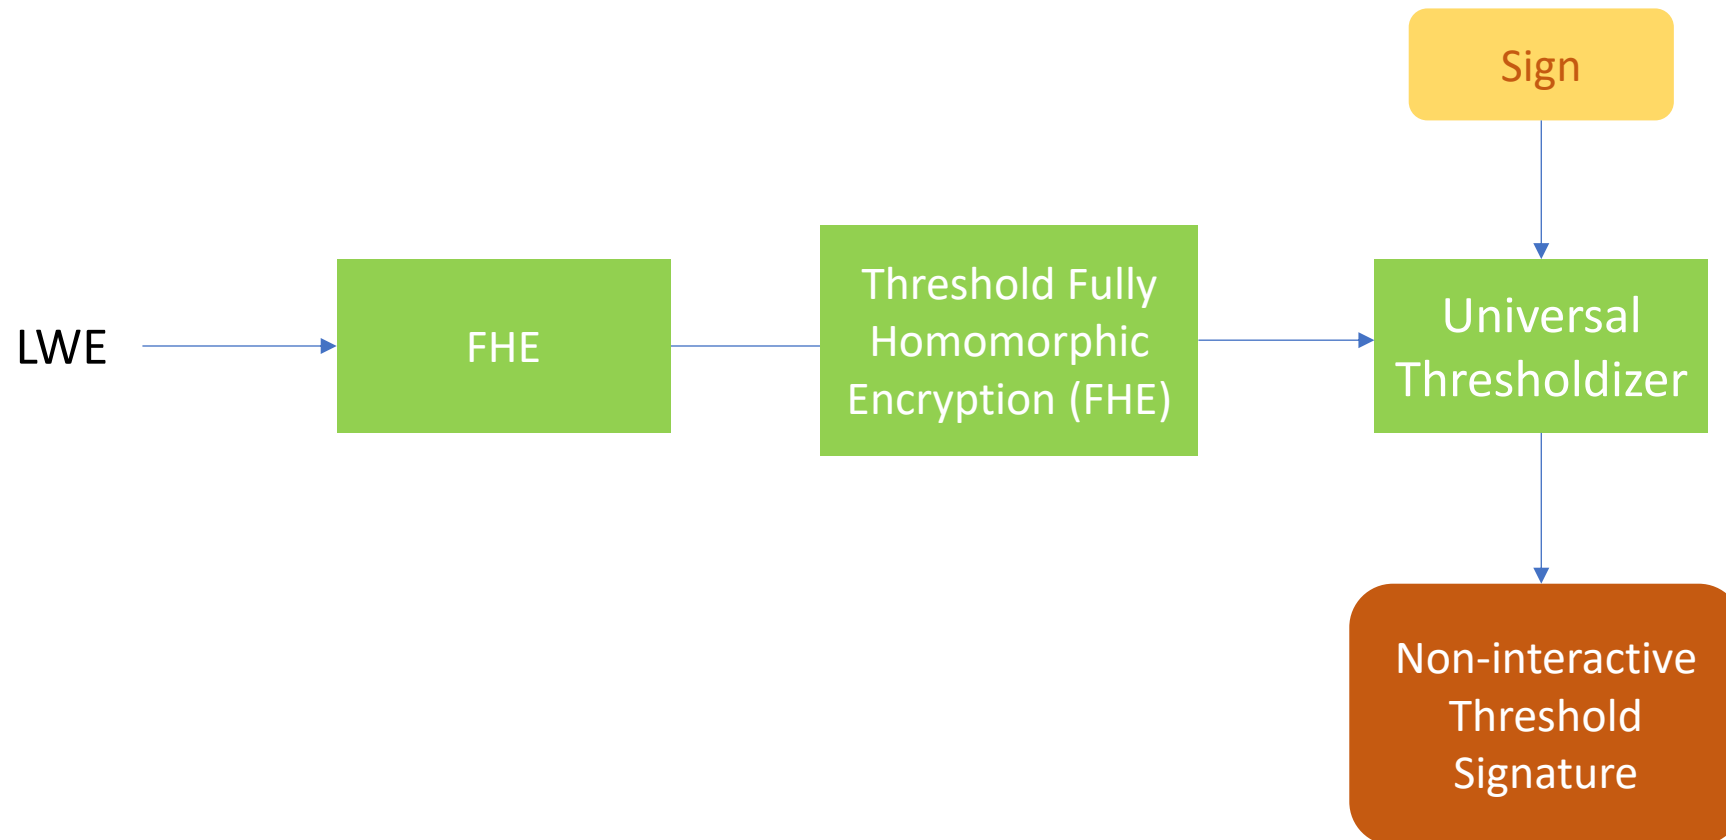 Sign
LWE
FHE
Threshold Fully
Homomorphic
Encryption (FHE)
Universal
Thresholdizer
Non-interactive
Threshold
Signature